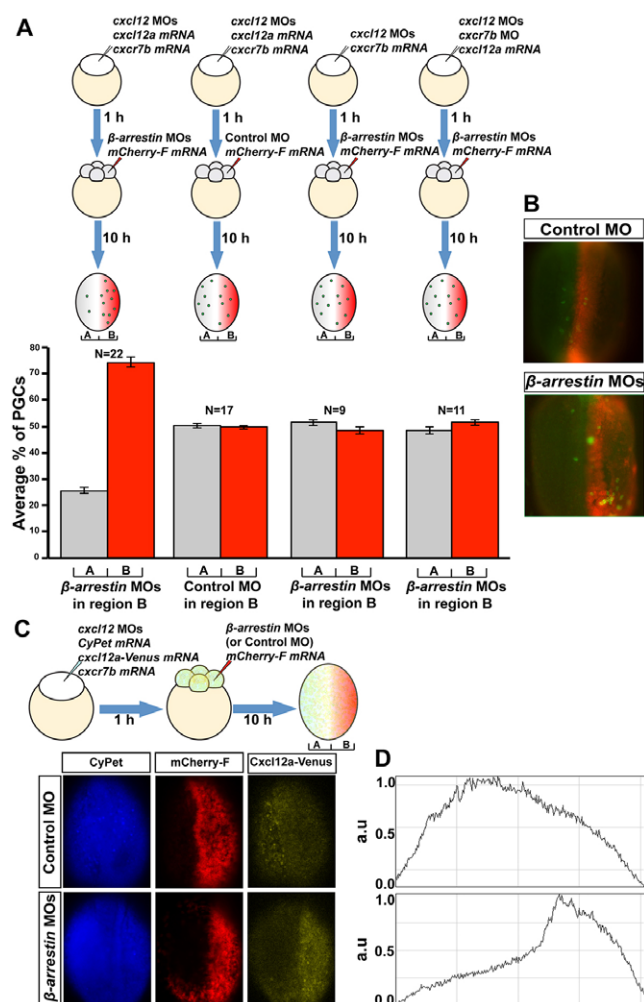 A
cxcl12 MOs
cxcl12a mRNA
cxcr7b mRNA
cxcl12 MOs
cxcl12a mRNA
cxcr7b mRNA
cxcl12 MOs
cxcr7b mRNA
cxcl12 MOs
cxcr7b MO
cxcl12a mRNA
1 h
1 h
1 h
1 h
β-arrestin MOs
mCherry-F mRNA
Control MO
mCherry-F mRNA
β-arrestin MOs
mCherry-F mRNA
β-arrestin MOs
mCherry-F mRNA
10 h
10 h
10 h
10 h
A B
A B
A B
A B
B
Control MO
β-arrestin MOs
Average % of PGCs
80
70
60
50
40
30
20
10
0
N=22
N=17
N=9
N=11
A B
A B
A B
A B
β-arrestin MOs
in region B
Control MO
in region B
β-arrestin MOs
in region B
β-arrestin MOs
in region B
C
cxcl12 MOs
CyPet mRNA
cxcl12a-Venus mRNA
cxcr7b mRNA
β-arrestin MOs
(or Control MO)
mCherry-F mRNA
1 h
10 h
A B
CyPet
mCherry-F
Cxcl12a-Venus
Control MO
β-arrestin MOs
D
a.u
1.0
0.5
0.0
a.u
1.0
0.5
0.0